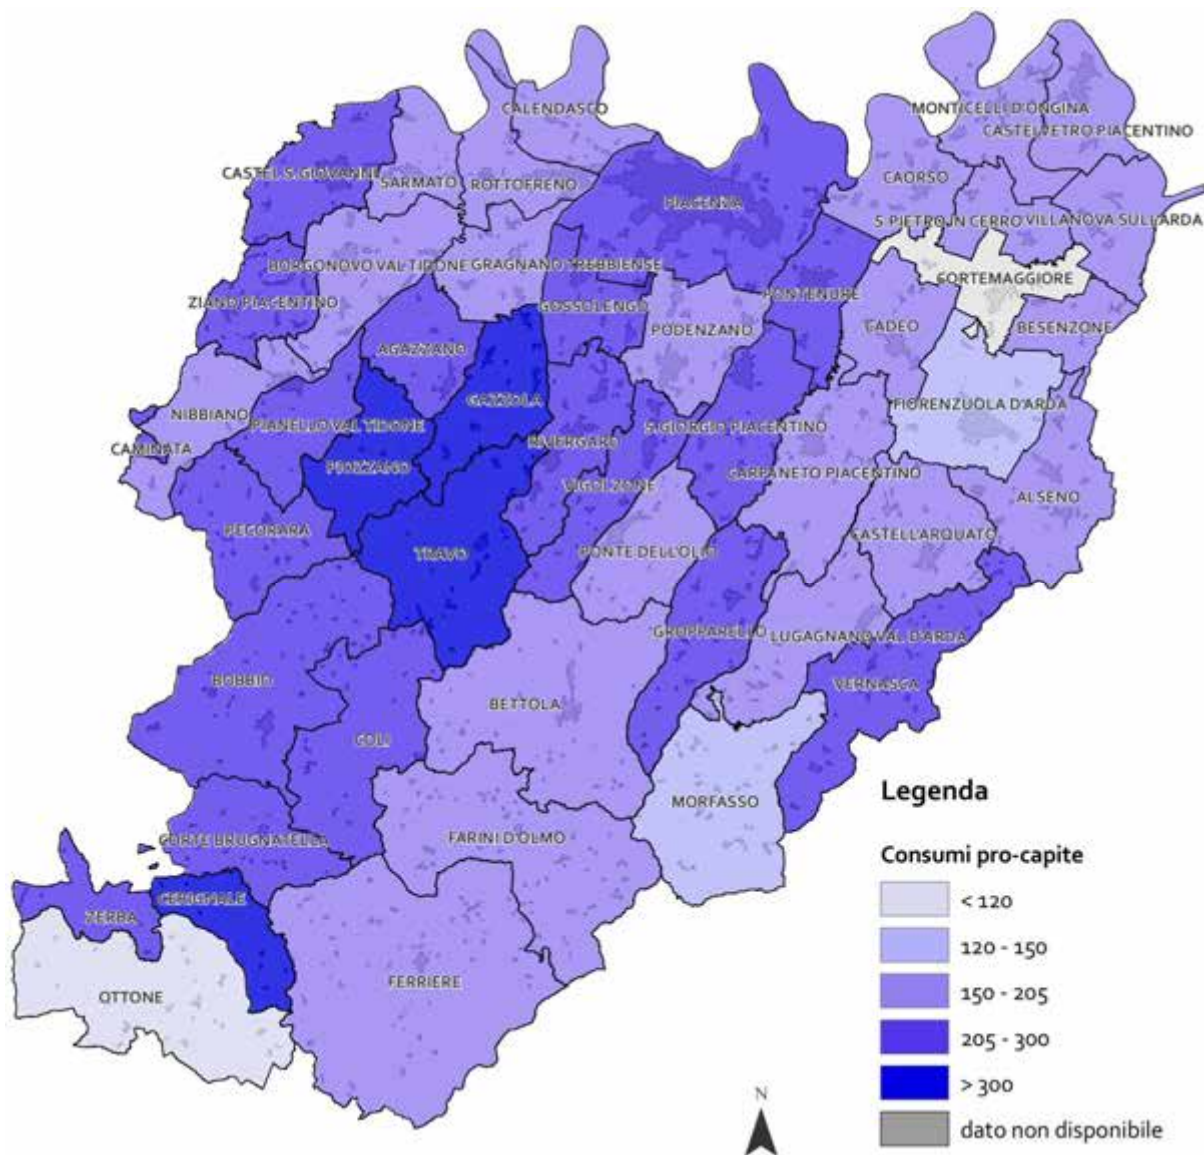 CALENDASCO
MONTICELLI D'ONGINA
CASTELVETRO PIACENTINO
CASTEL S.GIOVANNI
SARMATO
ROTTOFRENO
CAORSO
PIACENZA
S.PIETRO IN CERRO
VILLANOVA SULL'ARDA
BORGONOVO VAL TIDONE
GRAGNANO TREBBIENSE
CORTEMAGGIORE
ZIANO PIACENTINO
GOSSOLENGO
PONTENURE
CADEO
BESENZONE
PODENZANO
AGAZZANO
GAZZOLA
FIORENZUOLA D'ARDA
NIBBIANO
PIANELLO VAL TIDONE
S.GIORGIO PIACENTINO
RIVERGARO
CAMINATA
PIOZZANO
CARPANETO PIACENTINO
VIGOLZONE
ALSENO
PECORARA
CASTELL'ARQUATO
TRAVO
PONTE DELL'OLIO
GROPPARELLO
LUGAGNANO VAL D'ARDA
BOBBIO
VERNASCA
BETTOLA
COLI
MORFASSO
CORTE BRUGNATELLA
FARINI D'OLMO
CERIGNALE
ZERBA
FERRIERE
OTTONE
Legenda
Consumi pro-capite
< 120
120 - 150
150 - 205
205 - 300
> 300
dato non disponibile
N